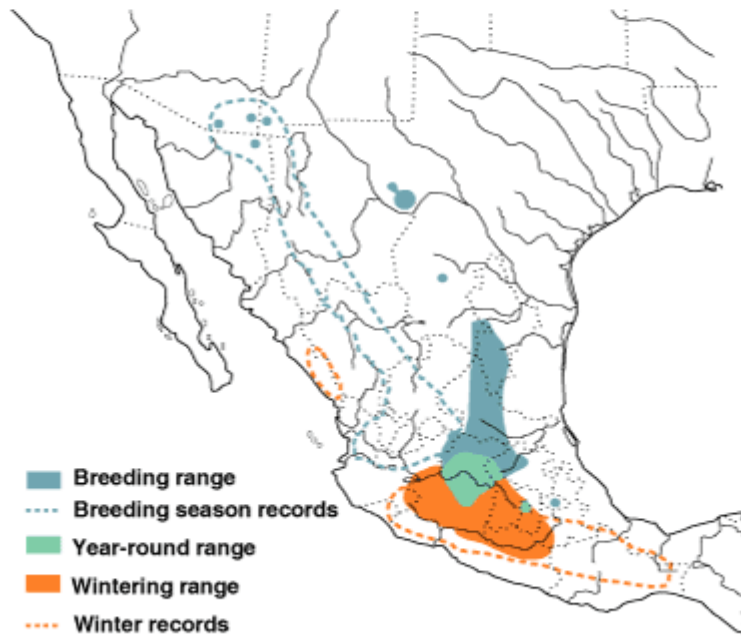 Breeding range
Breeding season records
Year-round range
Wintering range
Winter records